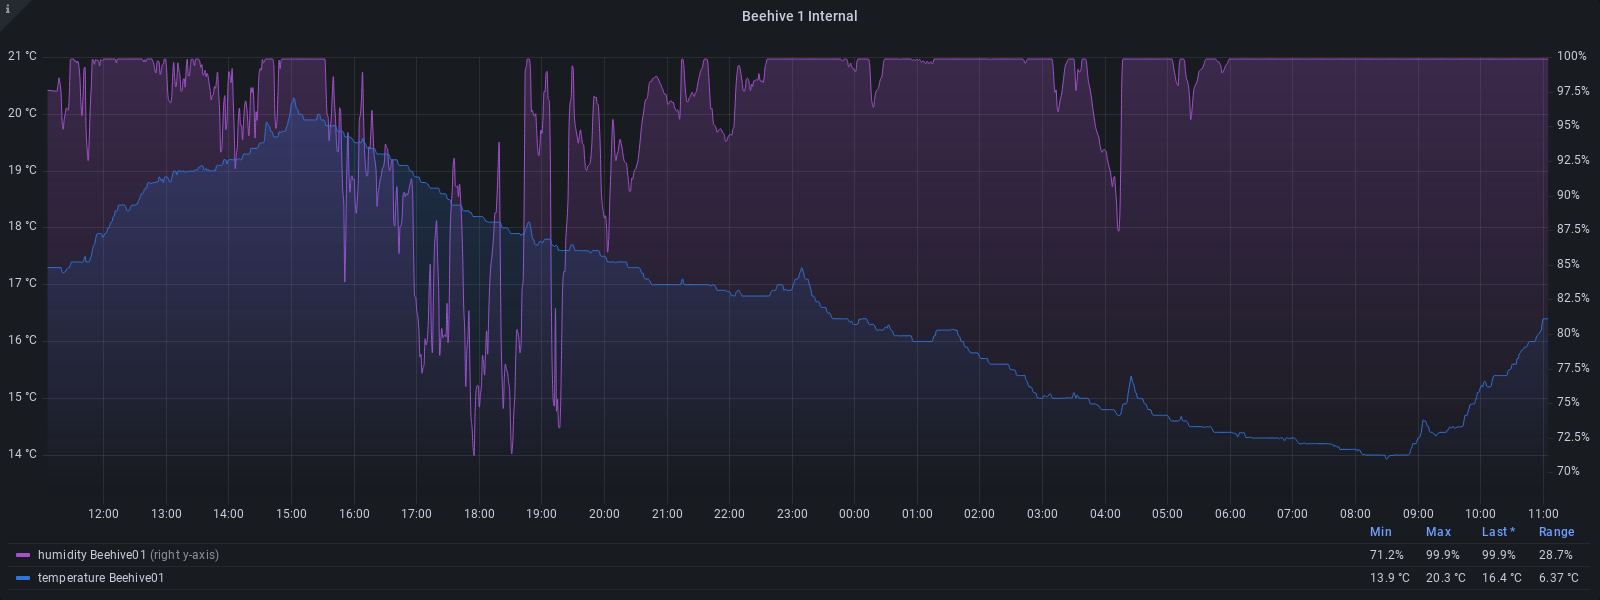 i
Beehive 1 Internal
21 °C 100%
97.5%
20 °C
95%
19 °C 92.5%
90%
18 °C 87.5%
85%
17 °C
82.5%
16 °C 80%
77.5%
15 °C 75%
72.5%
14 °C
70%
12:00 13:00 14:00 15:00 16:00 17:00 18:00 19:00 20:00 21:00 22:00 23:00 00:00 01:00 02:00 03:00 04:00 05:00 06:00 07:00 08:00 09:00 10:00 11:00
Min Max Last * Range
humidity Beehive01 (right y-axis) 71.2% 99.9% 99.9% 28.7%
temperature Beehive01 13.9 °C 20.3 °C 16.4 °C 6.37 °C